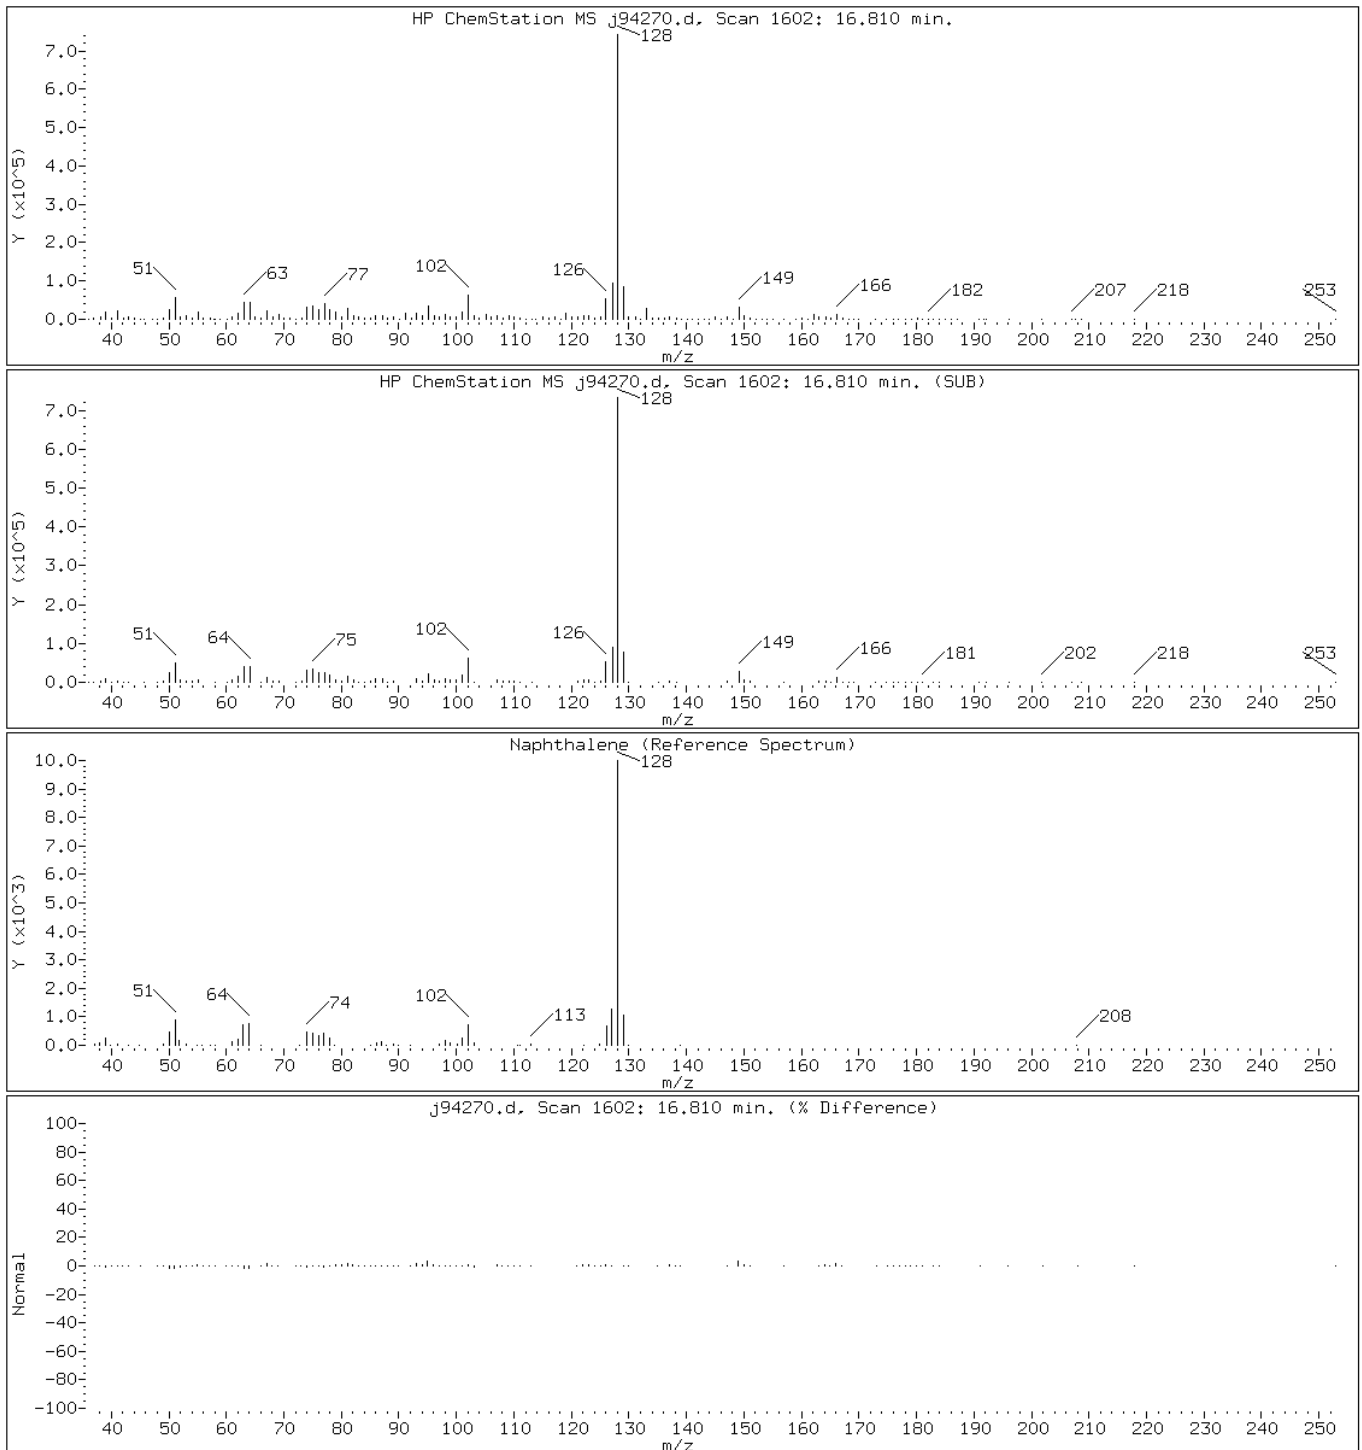 HP ChemStation MS j94270.d, Scan 1602: 16.810 min.
128
7.0
6.0
5.0
4.0
3.0
2.0
1.0
0.0
Y (x10^5)
51 63 77 102 126 149 166 182 207 218 253
40 50 60 70 80 90 100 110 120 130 140 150 160 170 180 190 200 210 220 230 240 250
m/z
HP ChemStation MS j94270.d, Scan 1602: 16.810 min. (SUB)
128
7.0
6.0
5.0
4.0
3.0
2.0
1.0
0.0
Y (x10^5)
51 64 75 102 126 149 166 181 202 218 253
40 50 60 70 80 90 100 110 120 130 140 150 160 170 180 190 200 210 220 230 240 250
m/z
Naphthalene (Reference Spectrum)
128
10.0
9.0
8.0
7.0
6.0
5.0
4.0
3.0
2.0
1.0
0.0
Y (x10^3)
51 64 74 102 113 208
40 50 60 70 80 90 100 110 120 130 140 150 160 170 180 190 200 210 220 230 240 250
m/z
j94270.d, Scan 1602: 16.810 min. (% Difference)
100
80
60
40
20
0
-20
-40
-60
-80
-100
Normal
40 50 60 70 80 90 100 110 120 130 140 150 160 170 180 190 200 210 220 230 240 250
m/z